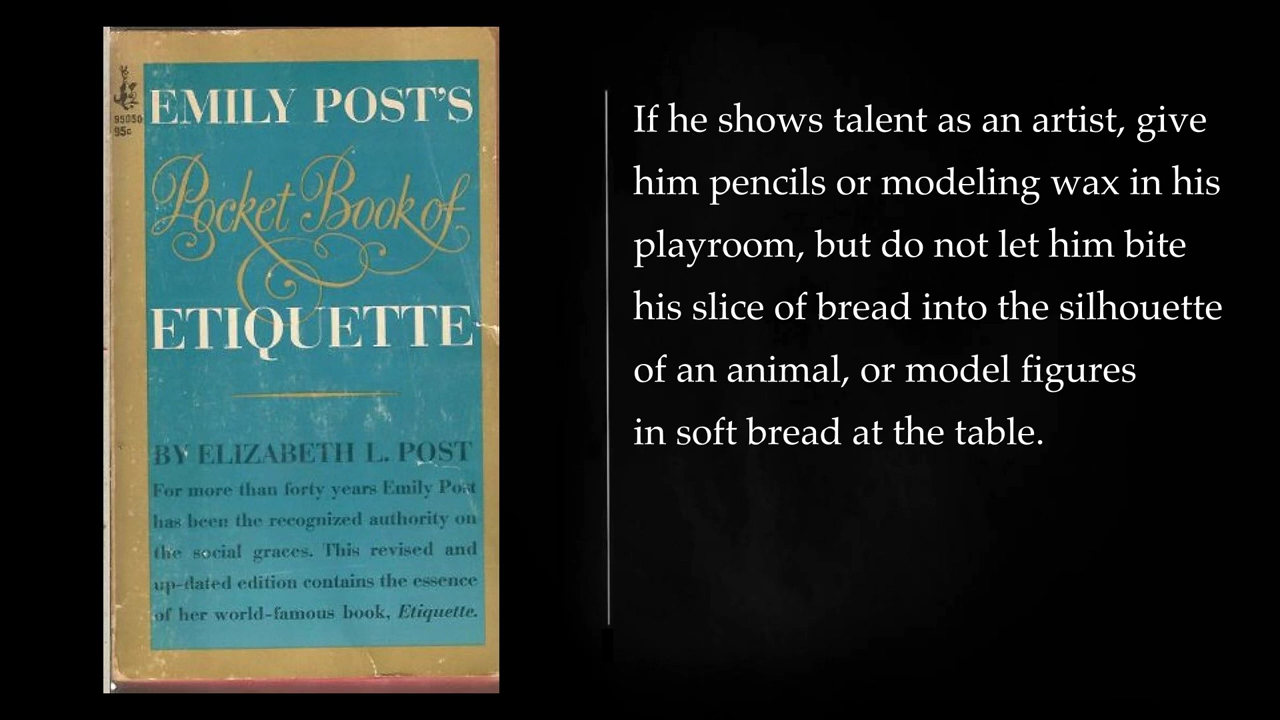 95050
95c
EMILY POST'S
Pocket Book of
ETIQUETTE
BY ELIZABETH L. POST
For more than forty years Emily Post
has been the recognized authority on
the social graces. This revised and
up-dated edition contains the essence
of her world-famous book, Etiquette.
If he shows talent as an artist, give
him pencils or modeling wax in his
playroom, but do not let him bite
his slice of bread into the silhouette
of an animal, or model figures
in soft bread at the table.